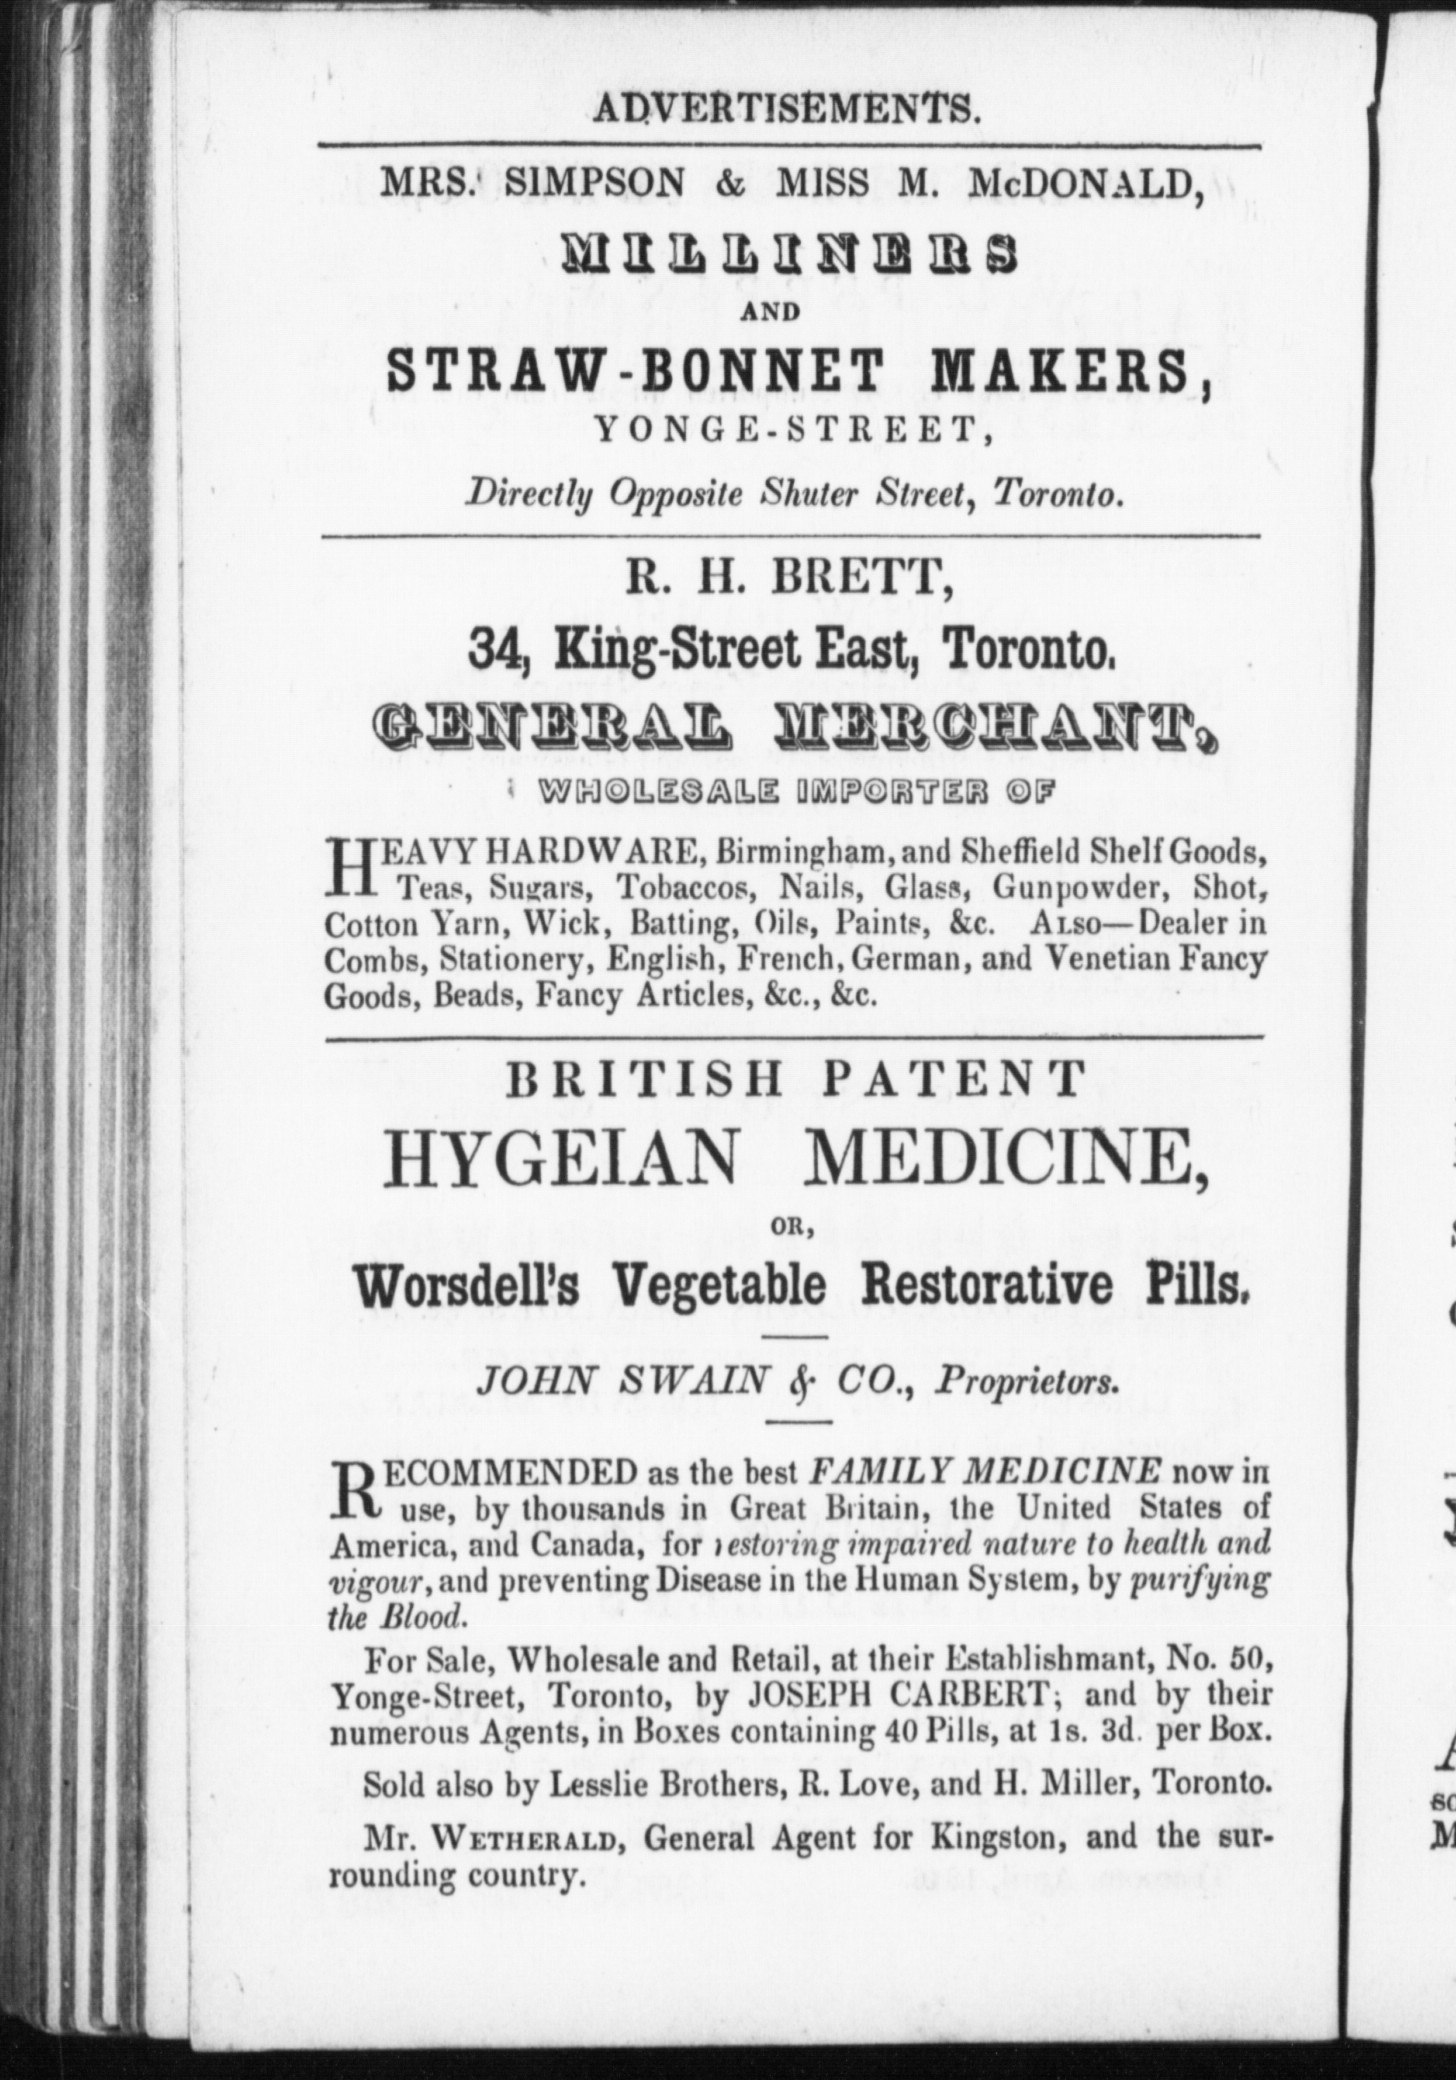 ADVERTISEMENTS.
MRS. SIMPSON & MISS M. McDONALD,
MILLINERS
AND
STRAW-BONNET MAKERS,
YONGE-STREET,
Directly Opposite Shuter Street, Toronto.
R. H. BRETT,
34, King-Street East, Toronto.
GENERAL MERCHANT,
WHOLESALE IMPORTER OF
HEAVY HARDWARE, Birmingham, and Sheffield Shelf Goods,
Teas, Sugars, Tobaccos, Nails, Glass, Gunpowder, Shot,
Cotton Yarn, Wick, Batting, Oils, Paints, &c. ALSO—Dealer in
Combs, Stationery, English, French, German, and Venetian Fancy
Goods, Beads, Fancy Articles, &c., &c.
BRITISH PATENT
HYGEIAN MEDICINE,
OR,
Worsdell's Vegetable Restorative Pills.
JOHN SWAIN & CO., Proprietors.
RECOMMENDED as the best FAMILY MEDICINE now in
use, by thousands in Great Britain, the United States of
America, and Canada, for restoring impaired nature to health and
vigour, and preventing Disease in the Human System, by purifying
the Blood.
For Sale, Wholesale and Retail, at their Establishmant, No. 50,
Yonge-Street, Toronto, by JOSEPH CARBERT; and by their
numerous Agents, in Boxes containing 40 Pills, at 1s. 3d. per Box.
Sold also by Lesslie Brothers, R. Love, and H. Miller, Toronto.
Mr. WETHERALD, General Agent for Kingston, and the sur-
rounding country.